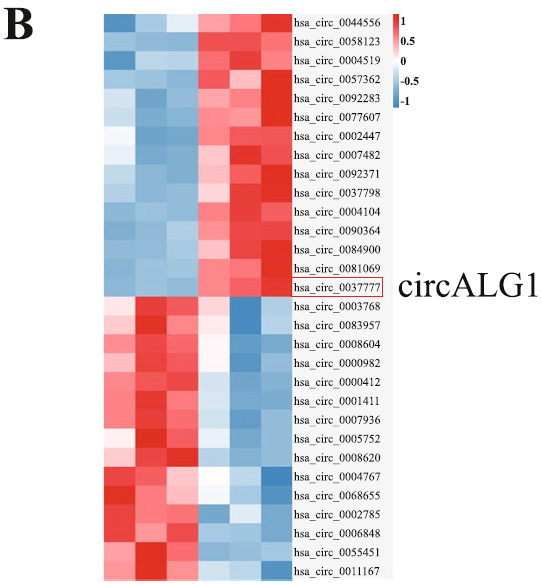 B
hsa_circ_0044556
hsa_circ_0058123
hsa_circ_0004519
hsa_circ_0057362
hsa_circ_0092283
hsa_circ_0077607
hsa_circ_0002447
hsa_circ_0007482
hsa_circ_0092371
hsa_circ_0037798
hsa_circ_0004104
hsa_circ_0090364
hsa_circ_0084900
hsa_circ_0081069
hsa_circ_0037777
hsa_circ_0003768
hsa_circ_0083957
hsa_circ_0008604
hsa_circ_0000982
hsa_circ_0000412
hsa_circ_0001411
hsa_circ_0007936
hsa_circ_0005752
hsa_circ_0008620
hsa_circ_0004767
hsa_circ_0068655
hsa_circ_0002785
hsa_circ_0006848
hsa_circ_0055451
hsa_circ_0011167
1
0.5
0
-0.5
-1
circALG1